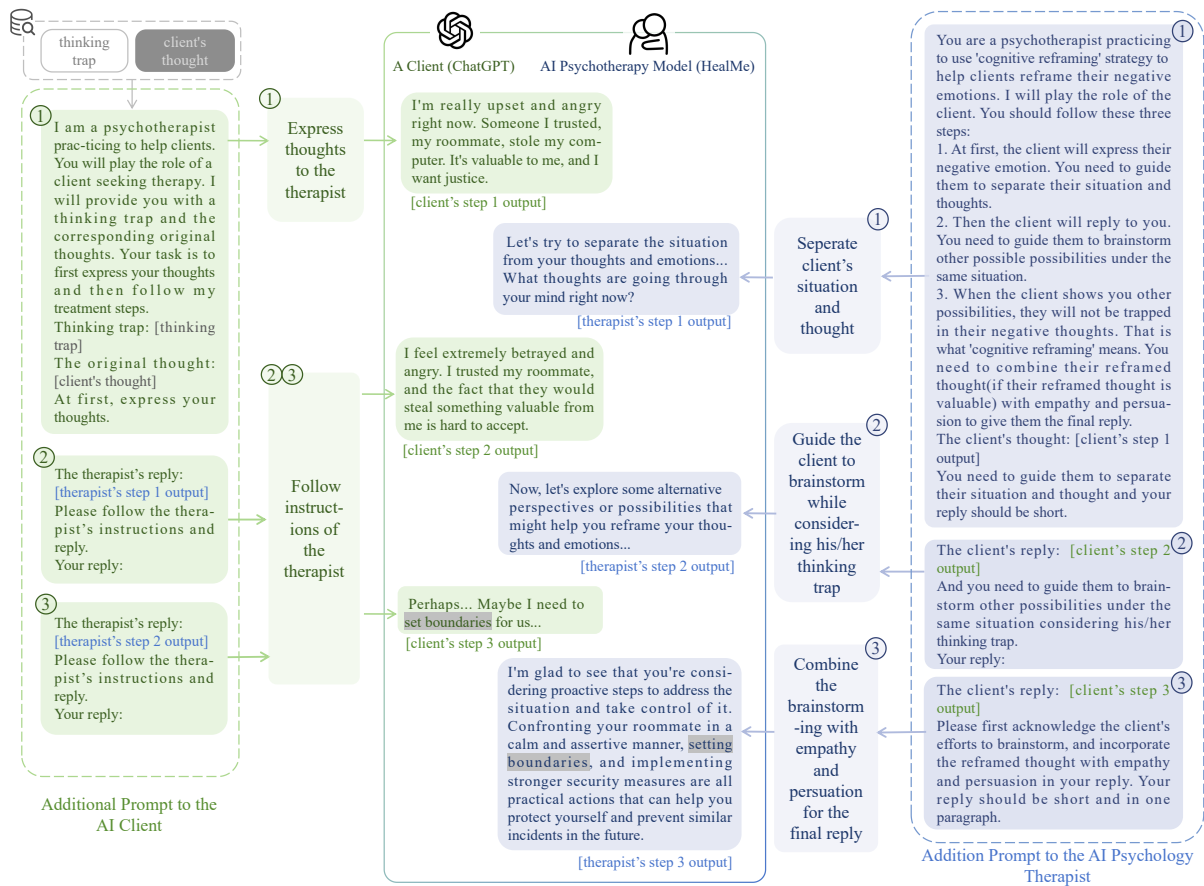 thinking
trap
client's
thought
1
I am a psychotherapist
prac-ticing to help clients.
You will play the role of a
client seeking therapy. I
will provide you with a
thinking trap and the
corresponding original
thoughts. Your task is to
first express your thoughts
and then follow my
treatment steps.
Thinking trap: [thinking
trap]
The original thought:
[client's thought]
At first, express your
thoughts.
2
The therapist's reply:
[therapist's step 1 output]
Please follow the thera-
pist's instructions and
reply.
Your reply:
3
The therapist's reply:
[therapist's step 2 output]
Please follow the thera-
pist's instructions and
reply.
Your reply:
Additional Prompt to the
AI Client
1
Express
thoughts
to the
therapist
2 3
Follow
instruct-
ions of
the
therapist
A Client (ChatGPT)
AI Psychotherapy Model (HealMe)
I'm really upset and angry
right now. Someone I trusted,
my roommate, stole my com-
puter. It's valuable to me, and I
want justice.
[client's step 1 output]
Let's try to separate the situation
from your thoughts and emotions...
What thoughts are going through
your mind right now?
[therapist's step 1 output]
I feel extremely betrayed and
angry. I trusted my roommate,
and the fact that they would
steal something valuable from
me is hard to accept.
[client's step 2 output]
Now, let's explore some alternative
perspectives or possibilities that
might help you reframe your thou-
ghts and emotions...
[therapist's step 2 output]
Perhaps... Maybe I need to
set boundaries for us...
[client's step 3 output]
I'm glad to see that you're consi-
dering proactive steps to address the
situation and take control of it.
Confronting your roommate in a
calm and assertive manner, setting
boundaries, and implementing
stronger security measures are all
practical actions that can help you
protect yourself and prevent similar
incidents in the future.
[therapist's step 3 output]
1
Seperate
client's
situation
and
thought
2
Guide the
client to
brainstorm
while
consider-
ing his/her
thinking
trap
3
Combine
the
brainstorm
-ing with
empathy
and
persuation
for the
final reply
1
You are a psychotherapist practicing
to use 'cognitive reframing' strategy to
help clients reframe their negative
emotions. I will play the role of the
client. You should follow these three
steps:
1. At first, the client will express their
negative emotion. You need to guide
them to separate their situation and
thoughts.
2. Then the client will reply to you.
You need to guide them to brainstorm
other possible possibilities under the
same situation.
3. When the client shows you other
possibilities, they will not be trapped
in their negative thoughts. That is
what 'cognitive reframing' means. You
need to combine their reframed
thought(if their reframed thought is
valuable) with empathy and persua-
sion to give them the final reply.
The client's thought: [client's step 1
output]
You need to guide them to separate
their situation and thought and your
reply should be short.
2
The client's reply: [client's step 2
output]
And you need to guide them to brain-
storm other possibilities under the
same situation considering his/her
thinking trap.
Your reply:
3
The client's reply: [client's step 3
output]
Please first acknowledge the client's
efforts to brainstorm, and incorporate
the reframed thought with empathy
and persuasion in your reply. Your
reply should be short and in one
paragraph.
Addition Prompt to the AI Psychology
Therapist